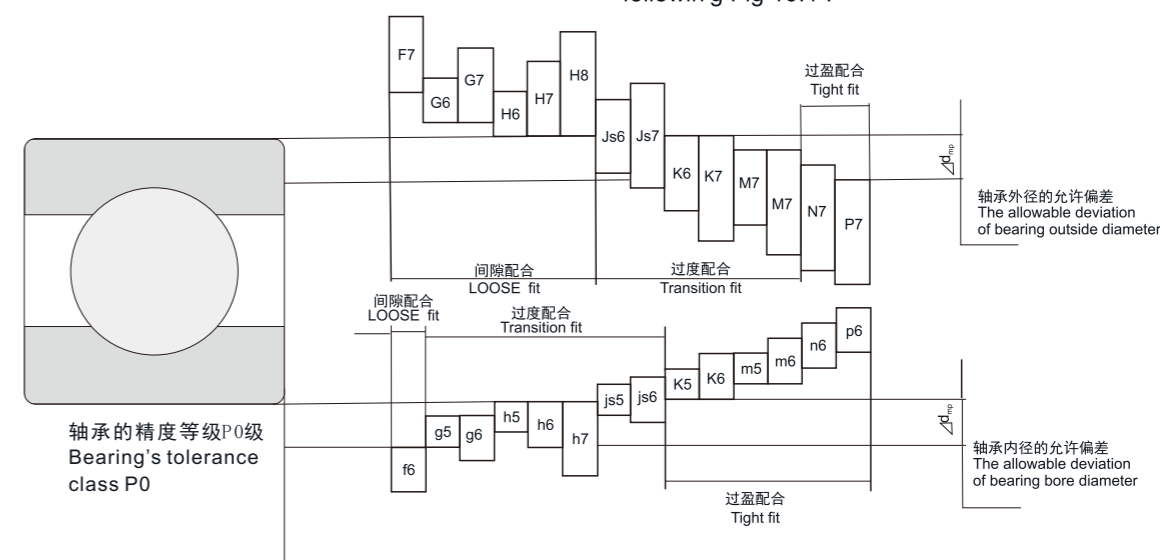 F7
G6
G7
H6
H7
H8
Js6
Js7
K6
K7
M7
M7
N7
P7
过盈配合
Tight fit
⊿dmp
轴承外径的允许偏差
The allowable deviation
of bearing outside diameter
间隙配合
LOOSE fit
过度配合
Transition fit
间隙配合
LOOSE fit
过度配合
Transition fit
f6
g5
g6
h5
h6
h7
js5
js6
K5
K6
m5
m6
n6
p6
⊿dmp
轴承的精度等级P0级
Bearing's tolerance
class P0
轴承内径的允许偏差
The allowable deviation
of bearing bore diameter
过盈配合
Tight fit